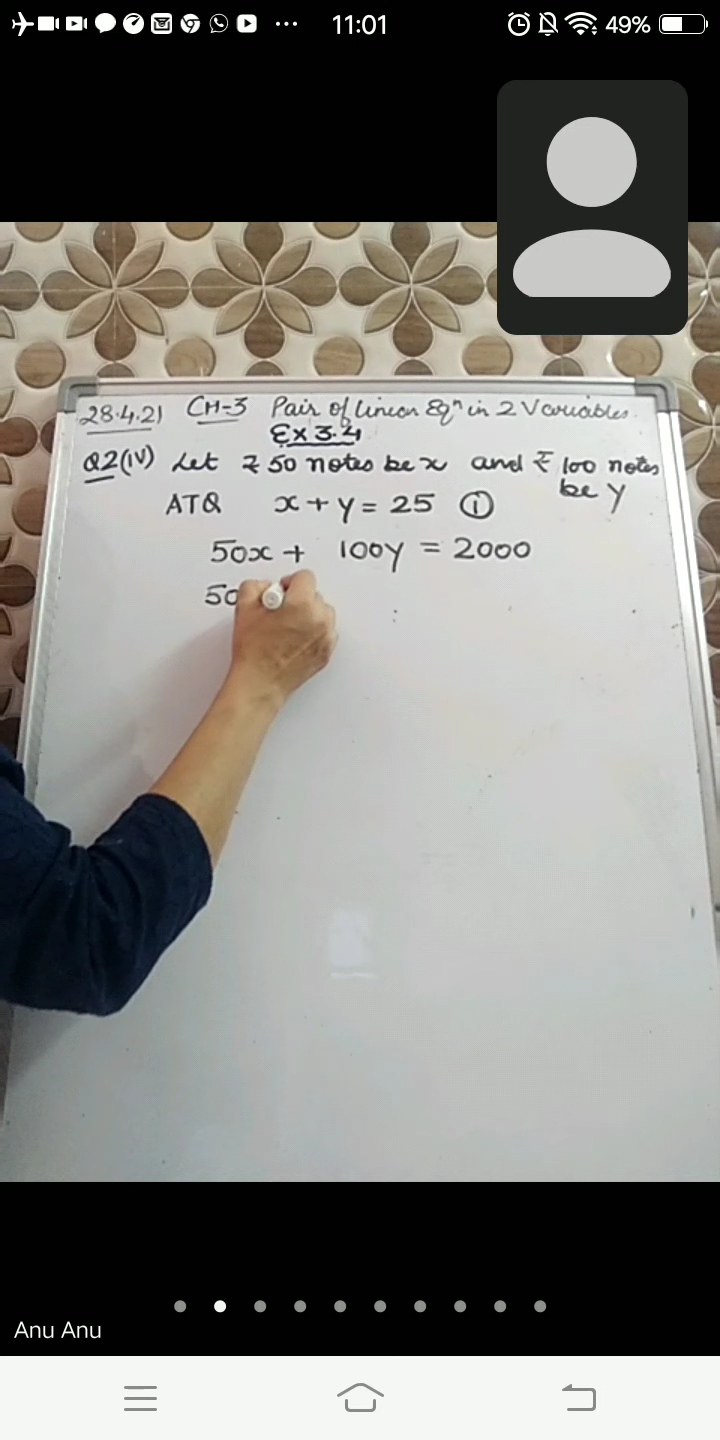 11:01
49%
28.4.21 CH-3 Pair of linear Eqⁿ in 2 Variables.
Ex 3.4
Q2(IV) Let ₹ 50 notes be x and ₹ 100 notes
be y
ATQ x + y = 25 ①
50x + 100y = 2000
50
Anu Anu